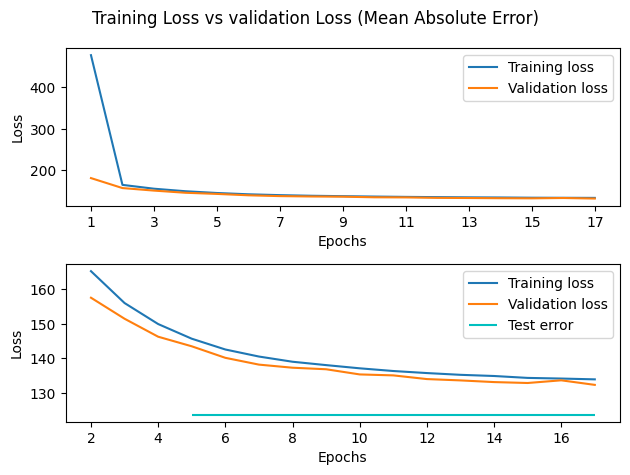 Training Loss vs validation Loss (Mean Absolute Error)
400
300
200
Loss
Training loss
Validation loss
1 3 5 7 9 11 13 15 17
Epochs
160
150
140
130
Loss
Training loss
Validation loss
Test error
2 4 6 8 10 12 14 16
Epochs